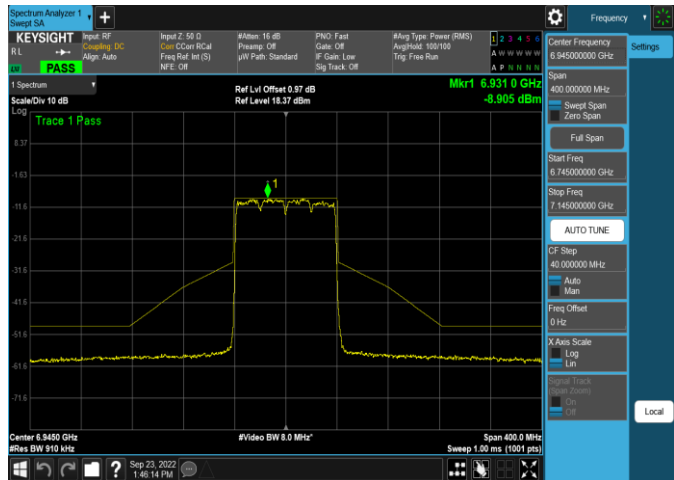 Spectrum Analyzer 1
Swept SA
Frequency
KEYSIGHT
RL
PASS
Input: RF
Coupling: DC
Align: Auto
Input Z: 50 Ω
Corr CCorr RCal
Freq Ref: Int (S)
NFE: Off
#Atten: 16 dB
Preamp: Off
µW Path: Standard
PNO: Fast
Gate: Off
IF Gain: Low
Sig Track: Off
#Avg Type: Power (RMS)
Avg|Hold: 100/100
Trig: Free Run
1 2 3 4 5 6
A W W W W W
A P N N N N
1 Spectrum
Scale/Div 10 dB
Log
Ref Lvl Offset 0.97 dB
Ref Level 18.37 dBm
Mkr1 6.931 0 GHz
-8.905 dBm
Trace 1 Pass
1
8.37
-1.63
-11.6
-21.6
-31.6
-41.6
-51.6
-61.6
-71.6
Center 6.9450 GHz
#Res BW 910 kHz
#Video BW 8.0 MHz*
Span 400.0 MHz
Sweep 1.00 ms (1001 pts)
Center Frequency
6.945000000 GHz
Span
400.000000 MHz
Swept Span
Zero Span
Full Span
Start Freq
6.745000000 GHz
Stop Freq
7.145000000 GHz
AUTO TUNE
CF Step
40.000000 MHz
Auto
Man
Freq Offset
0 Hz
X Axis Scale
Log
Lin
Signal Track
(Span Zoom)
On
Off
Settings
Local
?
Sep 23, 2022
1:46:14 PM